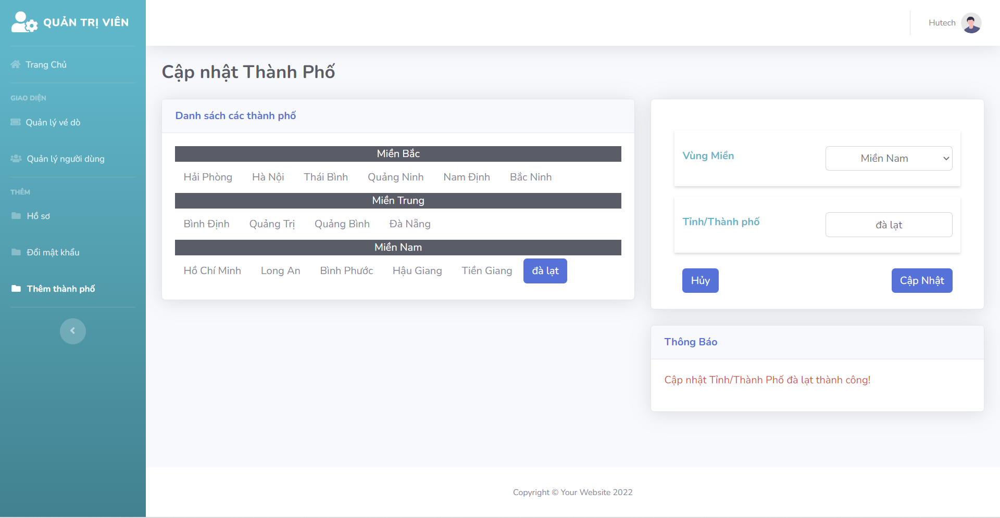 QUẢN TRỊ VIÊN
Trang Chủ
GIAO DIỆN
Quản lý vé dò
Quản lý người dùng
THÊM
Hồ sơ
Đổi mật khẩu
Thêm thành phố
Hutech
Cập nhật Thành Phố
Danh sách các thành phố
Miền Bắc
Hải Phòng Hà Nội Thái Bình Quảng Ninh Nam Định Bắc Ninh
Miền Trung
Bình Định Quảng Trị Quảng Bình Đà Nẵng
Miền Nam
Hồ Chí Minh Long An Bình Phước Hậu Giang Tiền Giang đà lạt
Vùng Miền Miền Nam
Tỉnh/Thành phố đà lạt
Hủy Cập Nhật
Thông Báo
Cập nhật Tỉnh/Thành Phố đà lạt thành công!
Copyright © Your Website 2022